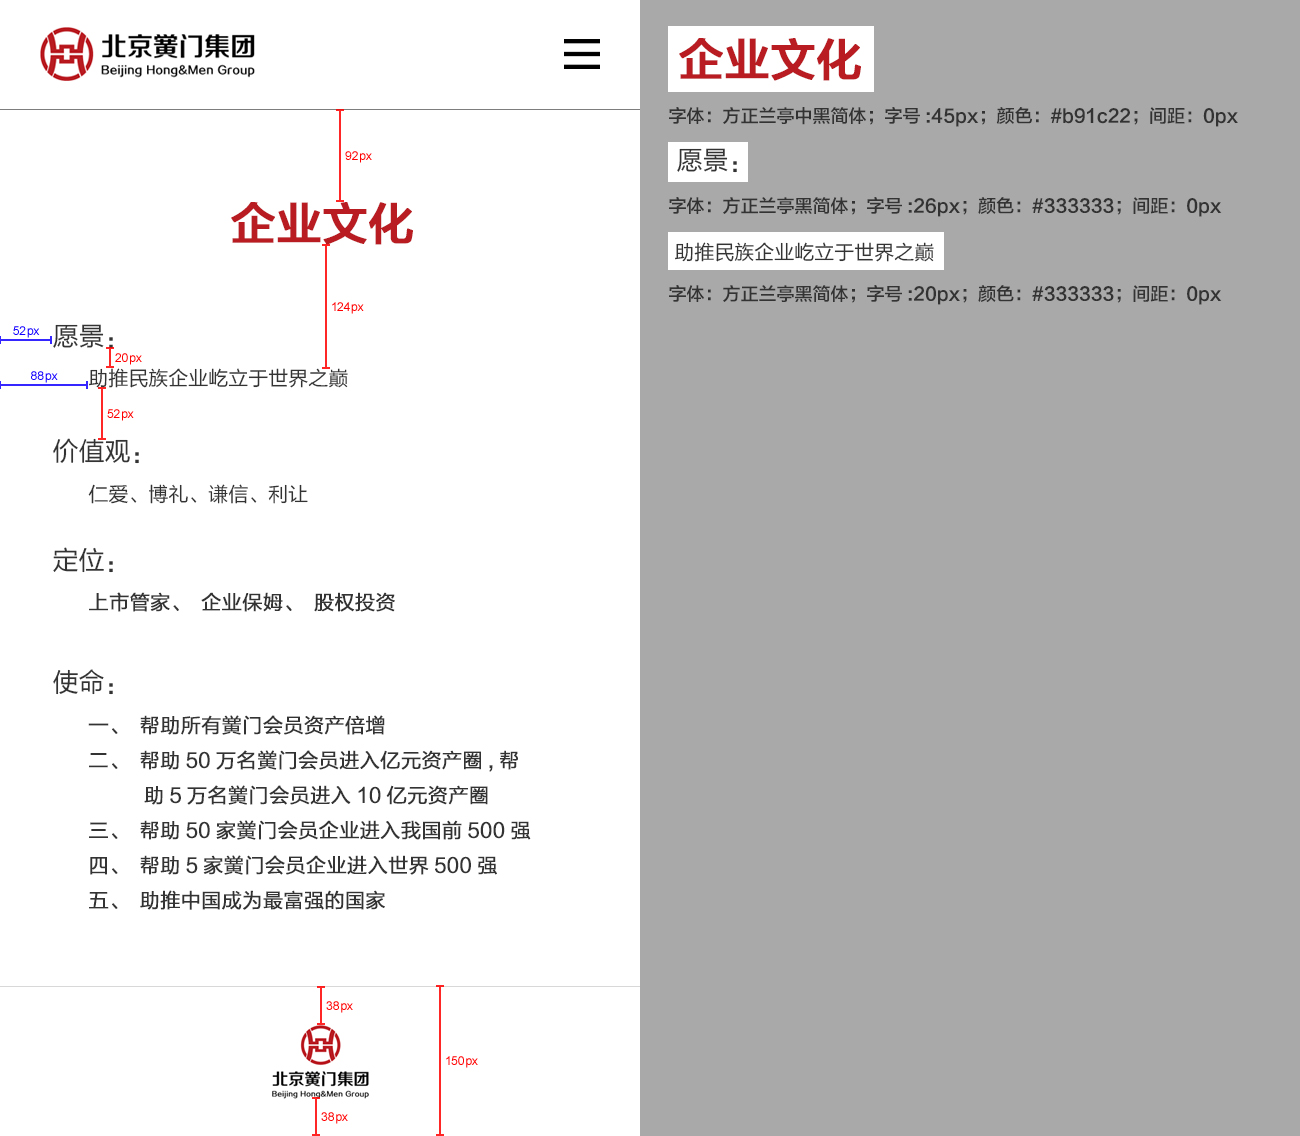 北京黉门集团
Beijing Hong&Men Group
92px
企业文化
124px
52px
愿景：
20px
88px
助推民族企业屹立于世界之巅
52px
价值观：
仁爱、博礼、谦信、利让
定位：
上市管家、 企业保姆、 股权投资
使命：
一、 帮助所有黉门会员资产倍增
二、 帮助 50 万名黉门会员进入亿元资产圈 , 帮
助 5 万名黉门会员进入 10 亿元资产圈
三、 帮助 50 家黉门会员企业进入我国前 500 强
四、 帮助 5 家黉门会员企业进入世界 500 强
五、 助推中国成为最富强的国家
38px
150px
北京黉门集团
Beijing Hong&Men Group
38px
企业文化
字体：方正兰亭中黑简体；字号 :45px；颜色：#b91c22；间距：0px
愿景：
字体：方正兰亭黑简体；字号 :26px；颜色：#333333；间距：0px
助推民族企业屹立于世界之巅
字体：方正兰亭黑简体；字号 :20px；颜色：#333333；间距：0px